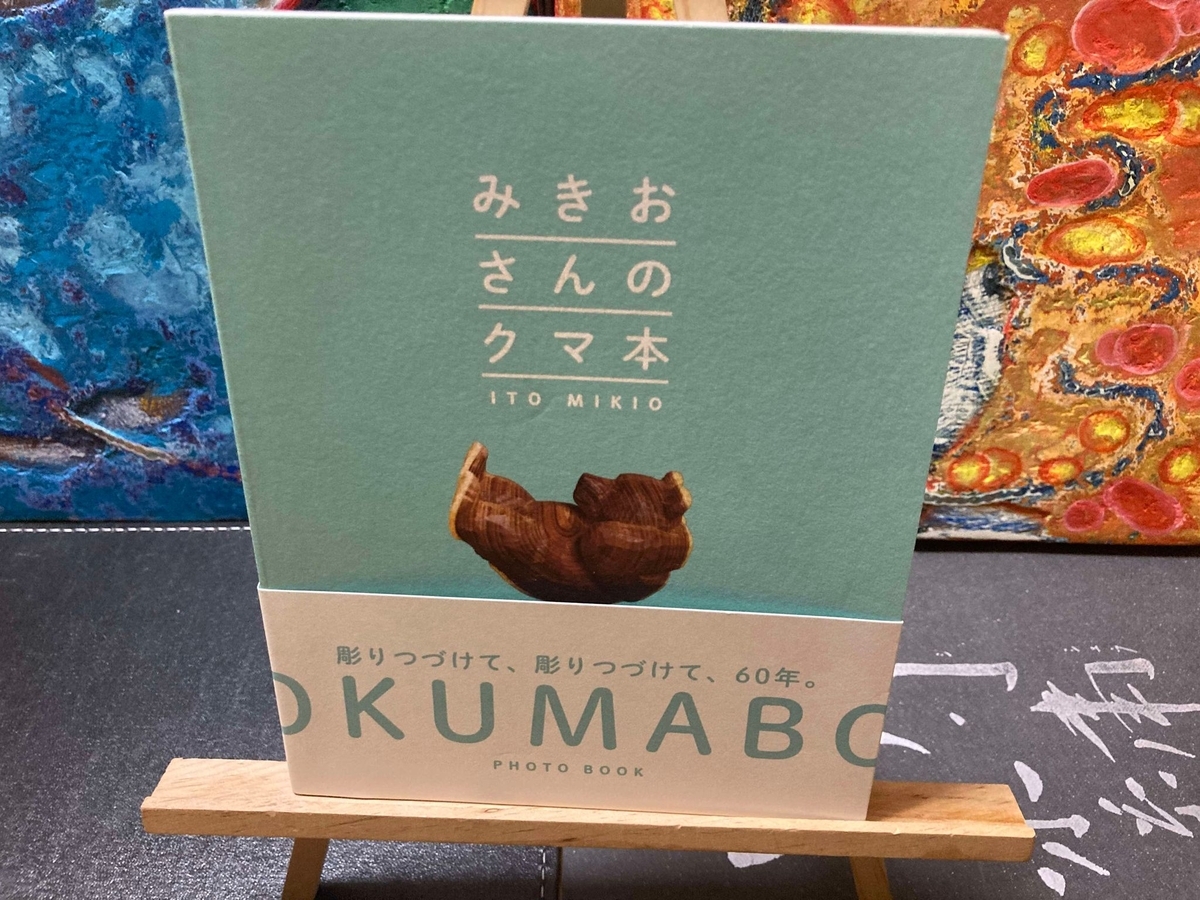 みきお
さんの
クマ本
ITO MIKIO
彫りつづけて、彫りつづけて、60年。
OKUMABO
PHOTO BOOK